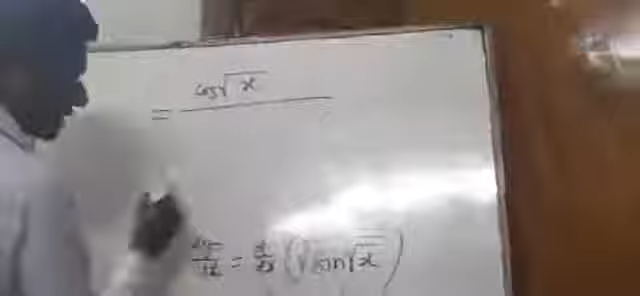 = cos√x
dy/dx = d/dx (√sin√x)